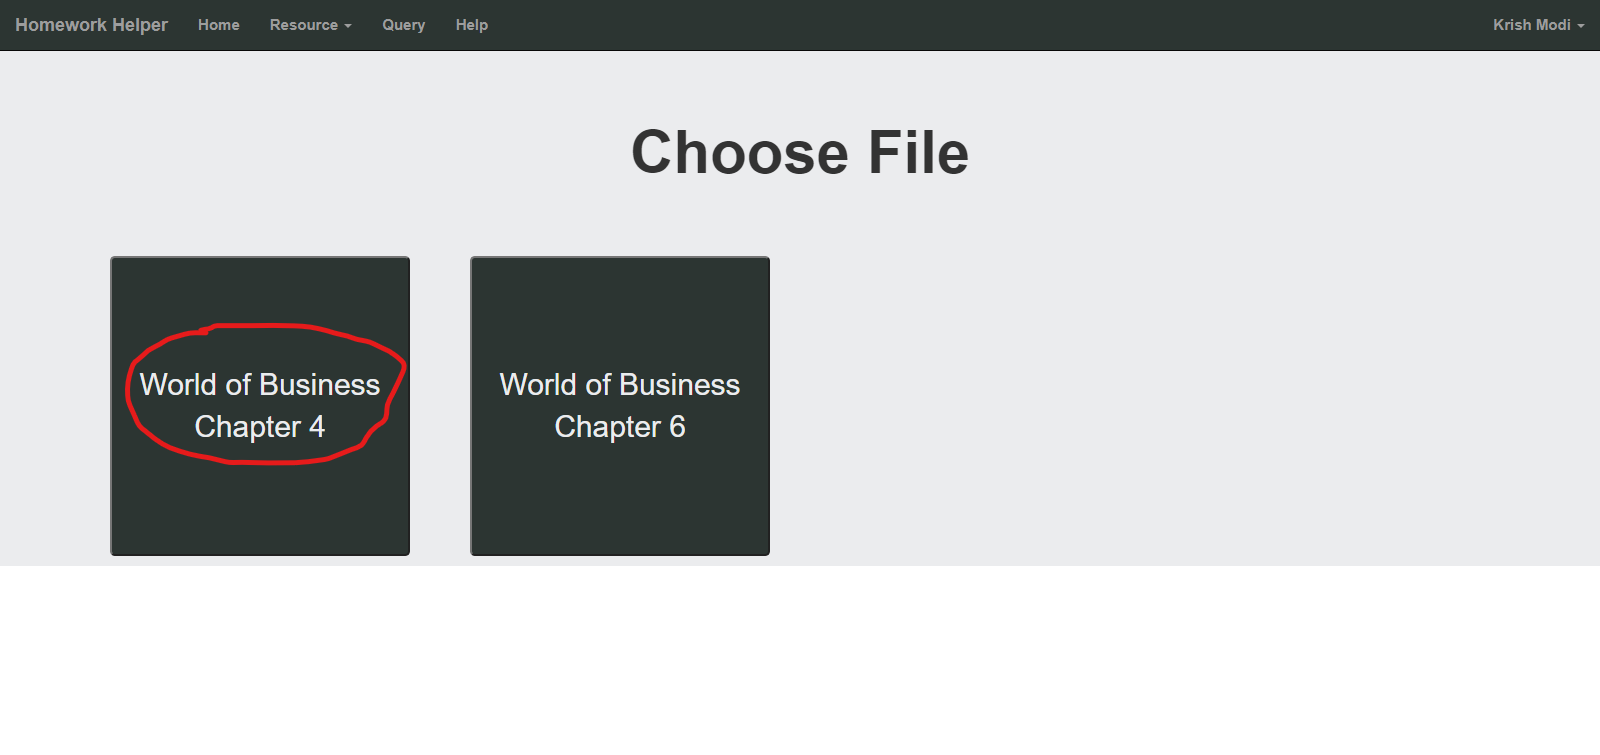 Homework Helper Home Resource Query Help Krish Modi
Choose File
World of Business
Chapter 4
World of Business
Chapter 6